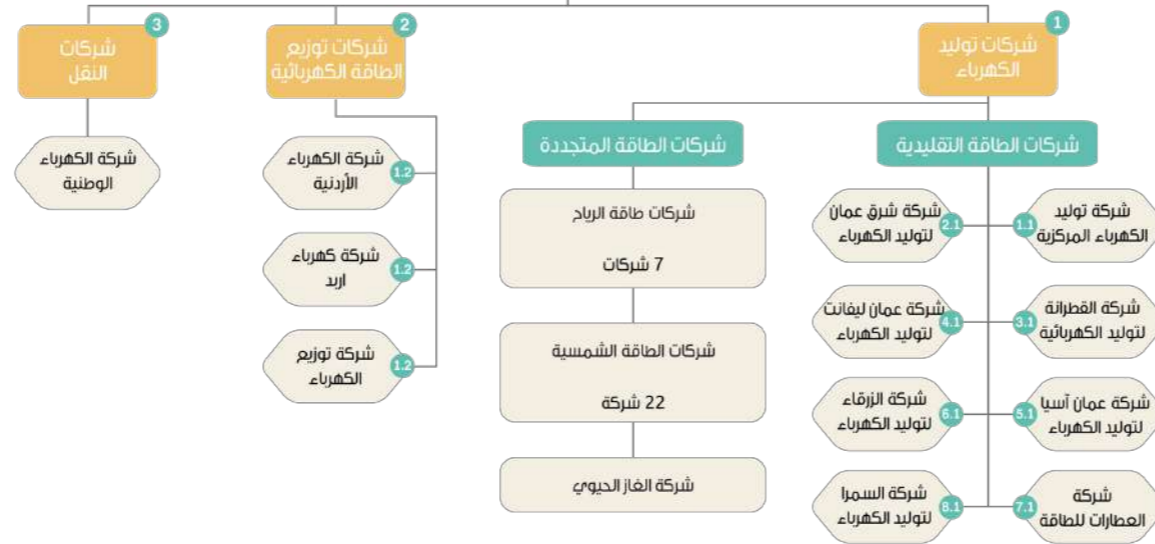 1
شركات توليد
الكهرباء
شركات الطاقة التقليدية
1.1
شركة توليد
الكهرباء المركزية
2.1
شركة شرق عمان
لتوليد الكهرباء
3.1
شركة القطرانة
لتوليد الكهربائية
4.1
شركة عمان ليفانت
لتوليد الكهرباء
5.1
شركة عمان آسيا
لتوليد الكهرباء
6.1
شركة الزرقاء
لتوليد الكهرباء
7.1
شركة
العطارات للطاقة
8.1
شركة السمرا
لتوليد الكهرباء
شركات الطاقة المتجددة
شركات طاقة الرياح
7 شركات
شركات الطاقة الشمسية
22 شركة
شركة الغاز الحيوي
2
شركات توزيع
الطاقة الكهربائية
1.2
شركة الكهرباء
الأردنية
1.2
شركة كهرباء
اربد
1.2
شركة توزيع
الكهرباء
3
شركات
النقل
شركة الكهرباء
الوطنية